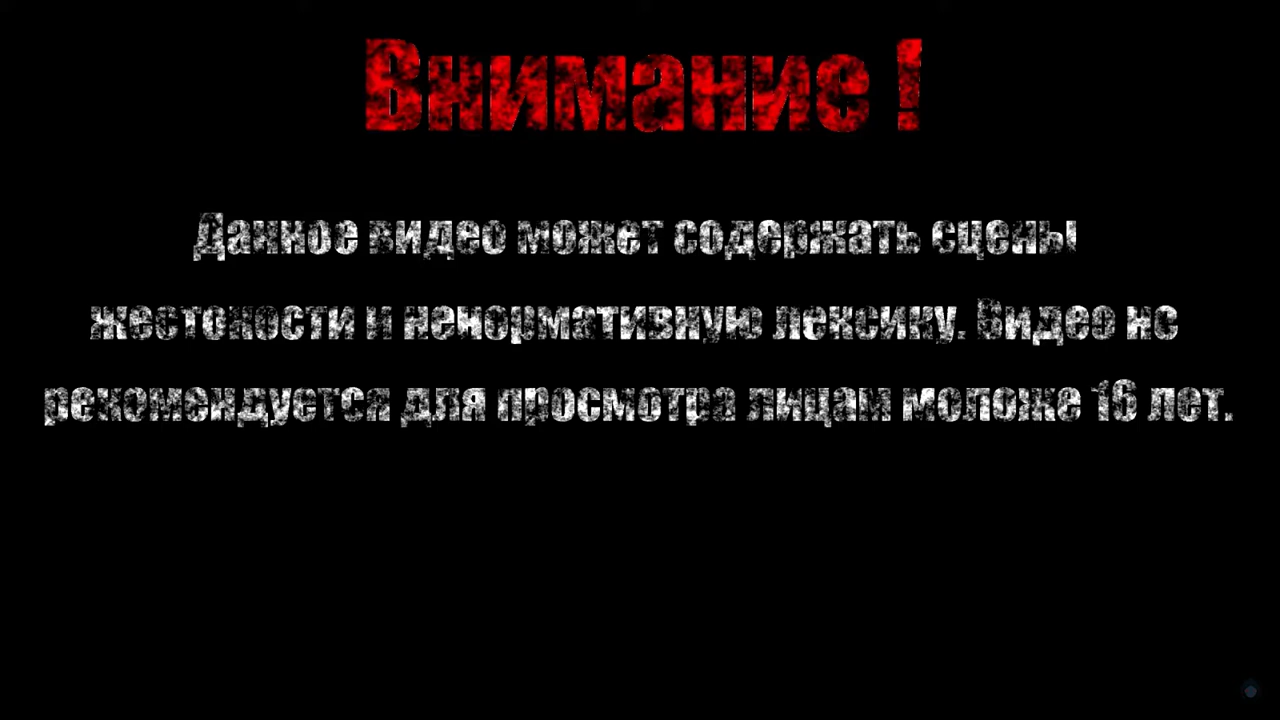 Внимание !
Данное видео может содержать сцены
жестокости и ненормативную лексику. Видео не
рекомендуется для просмотра лицам моложе 16 лет.